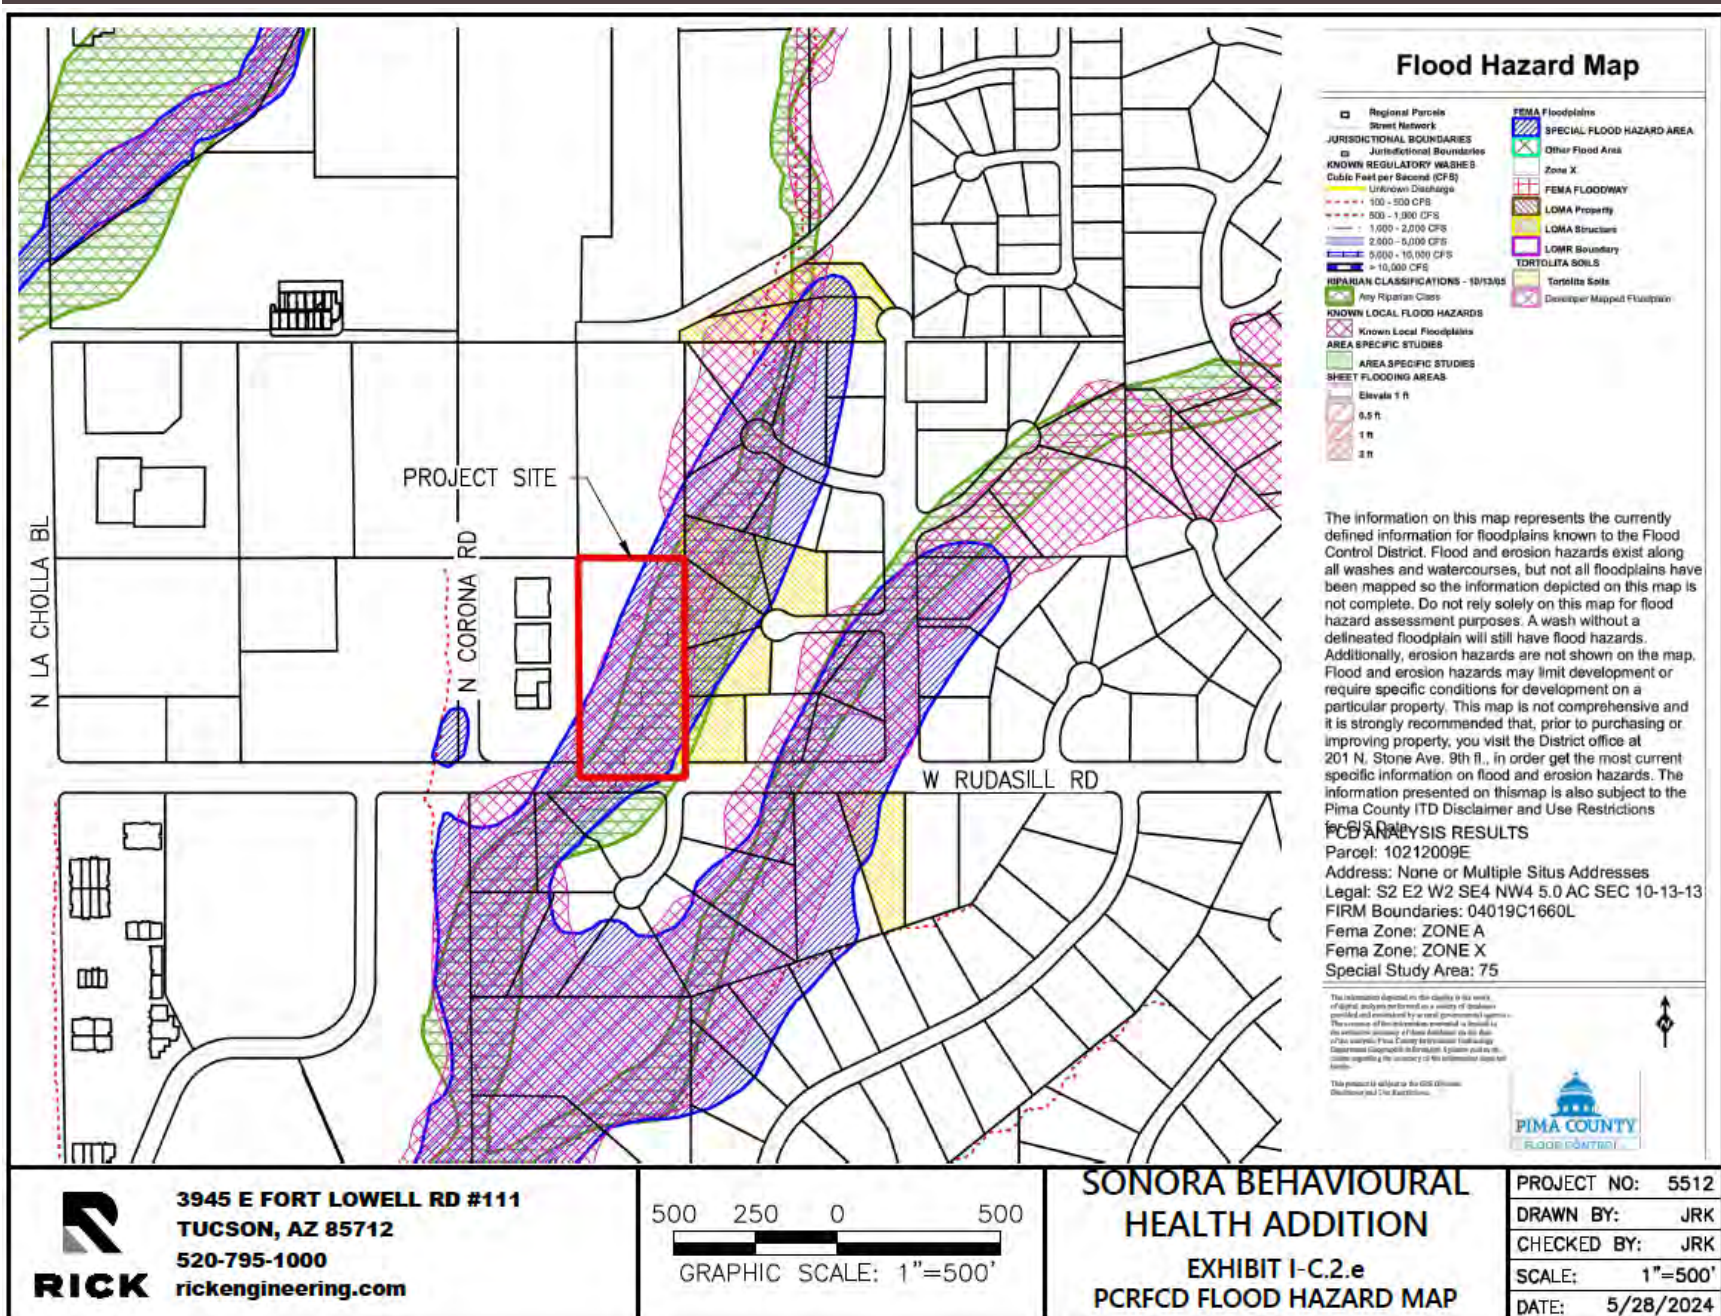 Flood Hazard Map
Regional Parcels
Street Network
JURISDICTIONAL BOUNDARIES
Jurisdictional Boundaries
KNOWN REGULATORY WASHES
Cubic Feet per Second (CFS)
Unknown Discharge
100 - 500 CFS
500 - 1,000 CFS
1,000 - 2,000 CFS
2,000 - 5,000 CFS
5,000 - 10,000 CFS
> 10,000 CFS
RIPARIAN CLASSIFICATIONS - 10/13/05
Any Riparian Class
KNOWN LOCAL FLOOD HAZARDS
Known Local Floodplains
AREA SPECIFIC STUDIES
AREA SPECIFIC STUDIES
SHEET FLOODING AREAS
Elevate 1 ft
0.5 ft
1 ft
2 ft
FEMA Floodplains
SPECIAL FLOOD HAZARD AREA
Other Flood Area
Zone X
FEMA FLOODWAY
LOMA Property
LOMA Structure
LOMR Boundary
TORTOLITA SOILS
Tortolita Soils
Developer Mapped Floodplain
PROJECT SITE
N LA CHOLLA BL
N CORONA RD
W RUDASILL RD
The information on this map represents the currently
defined information for floodplains known to the Flood
Control District. Flood and erosion hazards exist along
all washes and watercourses, but not all floodplains have
been mapped so the information depicted on this map is
not complete. Do not rely solely on this map for flood
hazard assessment purposes. A wash without a
delineated floodplain will still have flood hazards.
Additionally, erosion hazards are not shown on the map.
Flood and erosion hazards may limit development or
require specific conditions for development on a
particular property. This map is not comprehensive and
it is strongly recommended that, prior to purchasing or
improving property, you visit the District office at
201 N. Stone Ave. 9th fl., in order get the most current
specific information on flood and erosion hazards. The
information presented on thismap is also subject to the
Pima County ITD Disclaimer and Use Restrictions
for GIS Data.
FCD ANALYSIS RESULTS
Parcel: 10212009E
Address: None or Multiple Situs Addresses
Legal: S2 E2 W2 SE4 NW4 5.0 AC SEC 10-13-13
FIRM Boundaries: 04019C1660L
Fema Zone: ZONE A
Fema Zone: ZONE X
Special Study Area: 75
N
PIMA COUNTY
FLOOD CONTROL
RICK
3945 E FORT LOWELL RD #111
TUCSON, AZ 85712
520-795-1000
rickengineering.com
500 250 0 500
GRAPHIC SCALE: 1"=500'
SONORA BEHAVIOURAL
HEALTH ADDITION
EXHIBIT I-C.2.e
PCRFCD FLOOD HAZARD MAP
PROJECT NO: 5512
DRAWN BY: JRK
CHECKED BY: JRK
SCALE: 1"=500'
DATE: 5/28/2024